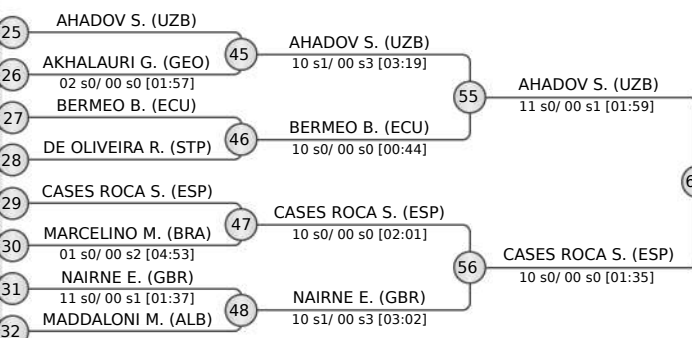 25
AHADOV S. (UZB)
26
AKHALAURI G. (GEO)
02 s0/ 00 s0 [01:57]
45
AHADOV S. (UZB)
10 s1/ 00 s3 [03:19]
27
BERMEO B. (ECU)
28
DE OLIVEIRA R. (STP)
46
BERMEO B. (ECU)
10 s0/ 00 s0 [00:44]
55
AHADOV S. (UZB)
11 s0/ 00 s1 [01:59]
29
CASES ROCA S. (ESP)
30
MARCELINO M. (BRA)
01 s0/ 00 s2 [04:53]
47
CASES ROCA S. (ESP)
10 s0/ 00 s0 [02:01]
31
NAIRNE E. (GBR)
11 s0/ 00 s1 [01:37]
32
MADDALONI M. (ALB)
48
NAIRNE E. (GBR)
10 s1/ 00 s3 [03:02]
56
CASES ROCA S. (ESP)
10 s0/ 00 s0 [01:35]